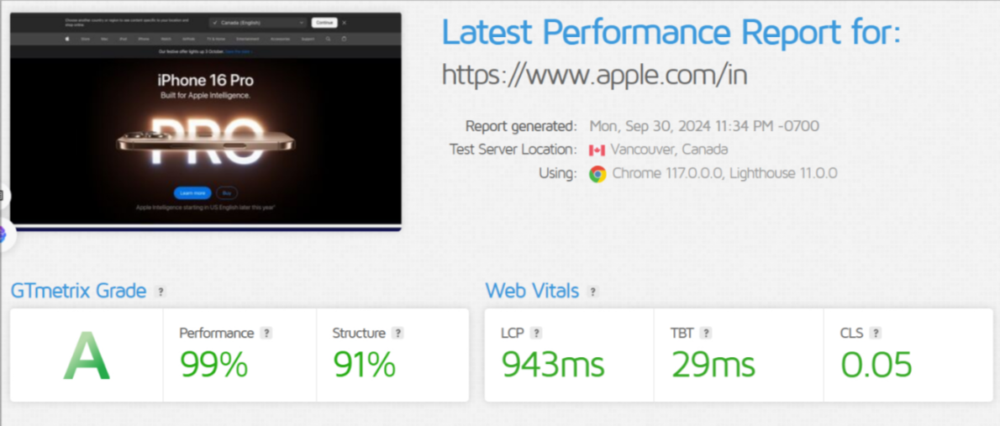 Choose another country or region to see content specific to your location and
shop online.
Canada (English)
Continue
Store Mac iPad iPhone Watch AirPods TV & Home Entertainment Accessories Support
Our festive offer lights up 3 October.
iPhone 16 Pro
Built for Apple Intelligence.
PRO
Learn more Buy
Apple Intelligence starting in US English later this year
Latest Performance Report for:
https://www.apple.com/in
Report generated: Mon, Sep 30, 2024 11:34 PM -0700
Test Server Location: Vancouver, Canada
Using: Chrome 117.0.0.0, Lighthouse 11.0.0
GTmetrix Grade ?
A
Performance ?
99%
Structure ?
91%
Web Vitals ?
LCP ?
943ms
TBT ?
29ms
CLS ?
0.05